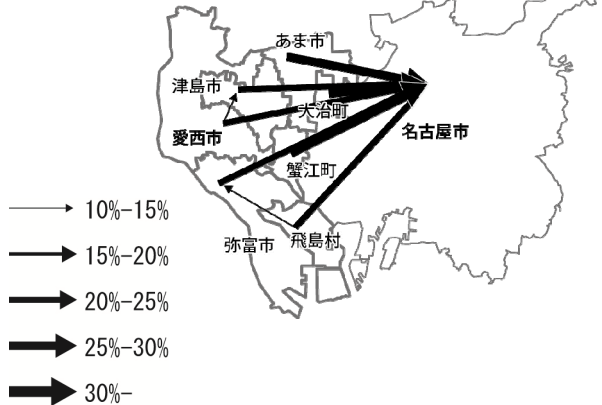 あま市
津島市
大治町
愛西市
名古屋市
蟹江町
弥富市
飛島村
10%-15%
15%-20%
20%-25%
25%-30%
30%-